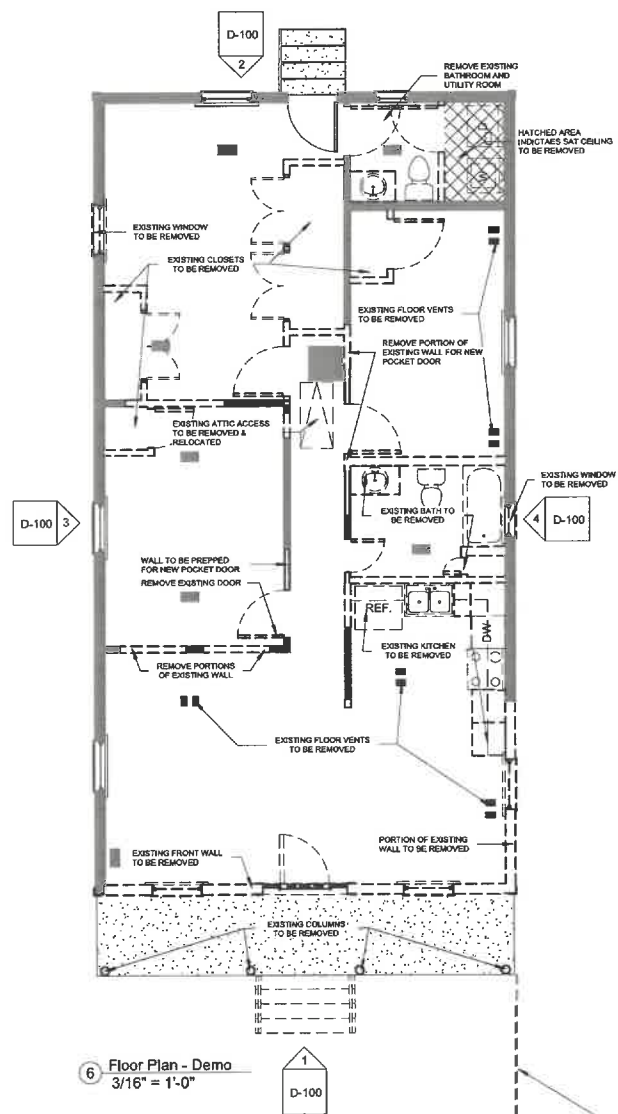 D-100
2
REMOVE EXISTING
BATHROOM AND
UTILITY ROOM
HATCHED AREA
INDICTAES SAT CEILING
TO BE REMOVED
EXISTING WINDOW
TO BE REMOVED
EXISTING CLOSETS
TO BE REMOVED
EXISTING FLOOR VENTS
TO BE REMOVED
REMOVE PORTION OF
EXISTING WALL FOR NEW
POCKET DOOR
EXISTING ATTIC ACCESS
TO BE REMOVED &
RELOCATED
EXISTING WINDOW
TO BE REMOVED
D-100 3
4 D-100
EXISTING BATH TO
BE REMOVED
WALL TO BE PREPPED
FOR NEW POCKET DOOR
REMOVE EXISTING DOOR
REF.
DW
EXISTING KITCHEN
TO BE REMOVED
REMOVE PORTIONS
OF EXISTING WALL
EXISTING FLOOR VENTS
TO BE REMOVED
PORTION OF EXISTING
WALL TO BE REMOVED
EXISTING FRONT WALL
TO BE REMOVED
EXISTING COLUMNS
TO BE REMOVED
6 Floor Plan - Demo
3/16" = 1'-0"
1
D-100